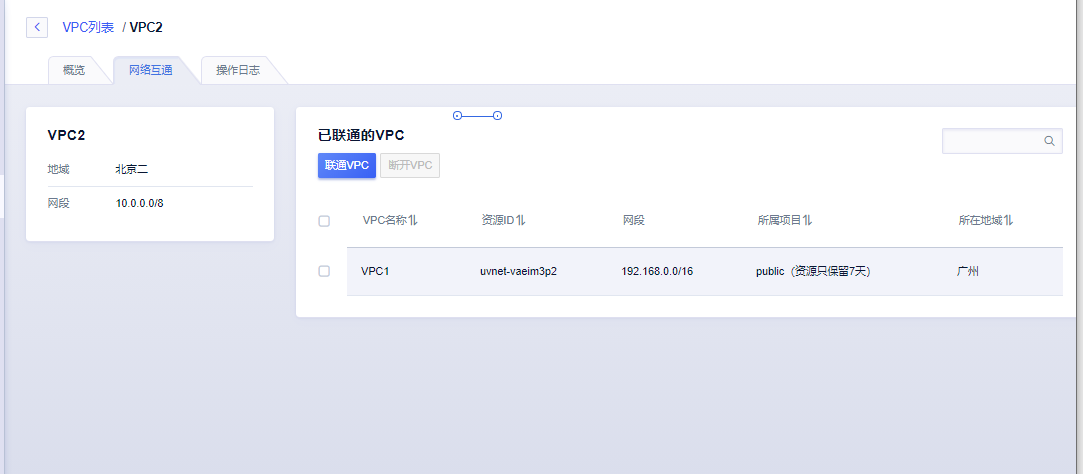 VPC列表 / VPC2
概览 网络互通 操作日志
VPC2
地域 北京二
网段 10.0.0.0/8
已联通的VPC
联通VPC 断开VPC
VPC名称 资源ID 网段 所属项目 所在地域
VPC1 uvnet-vaeim3p2 192.168.0.0/16 public（资源只保留7天） 广州